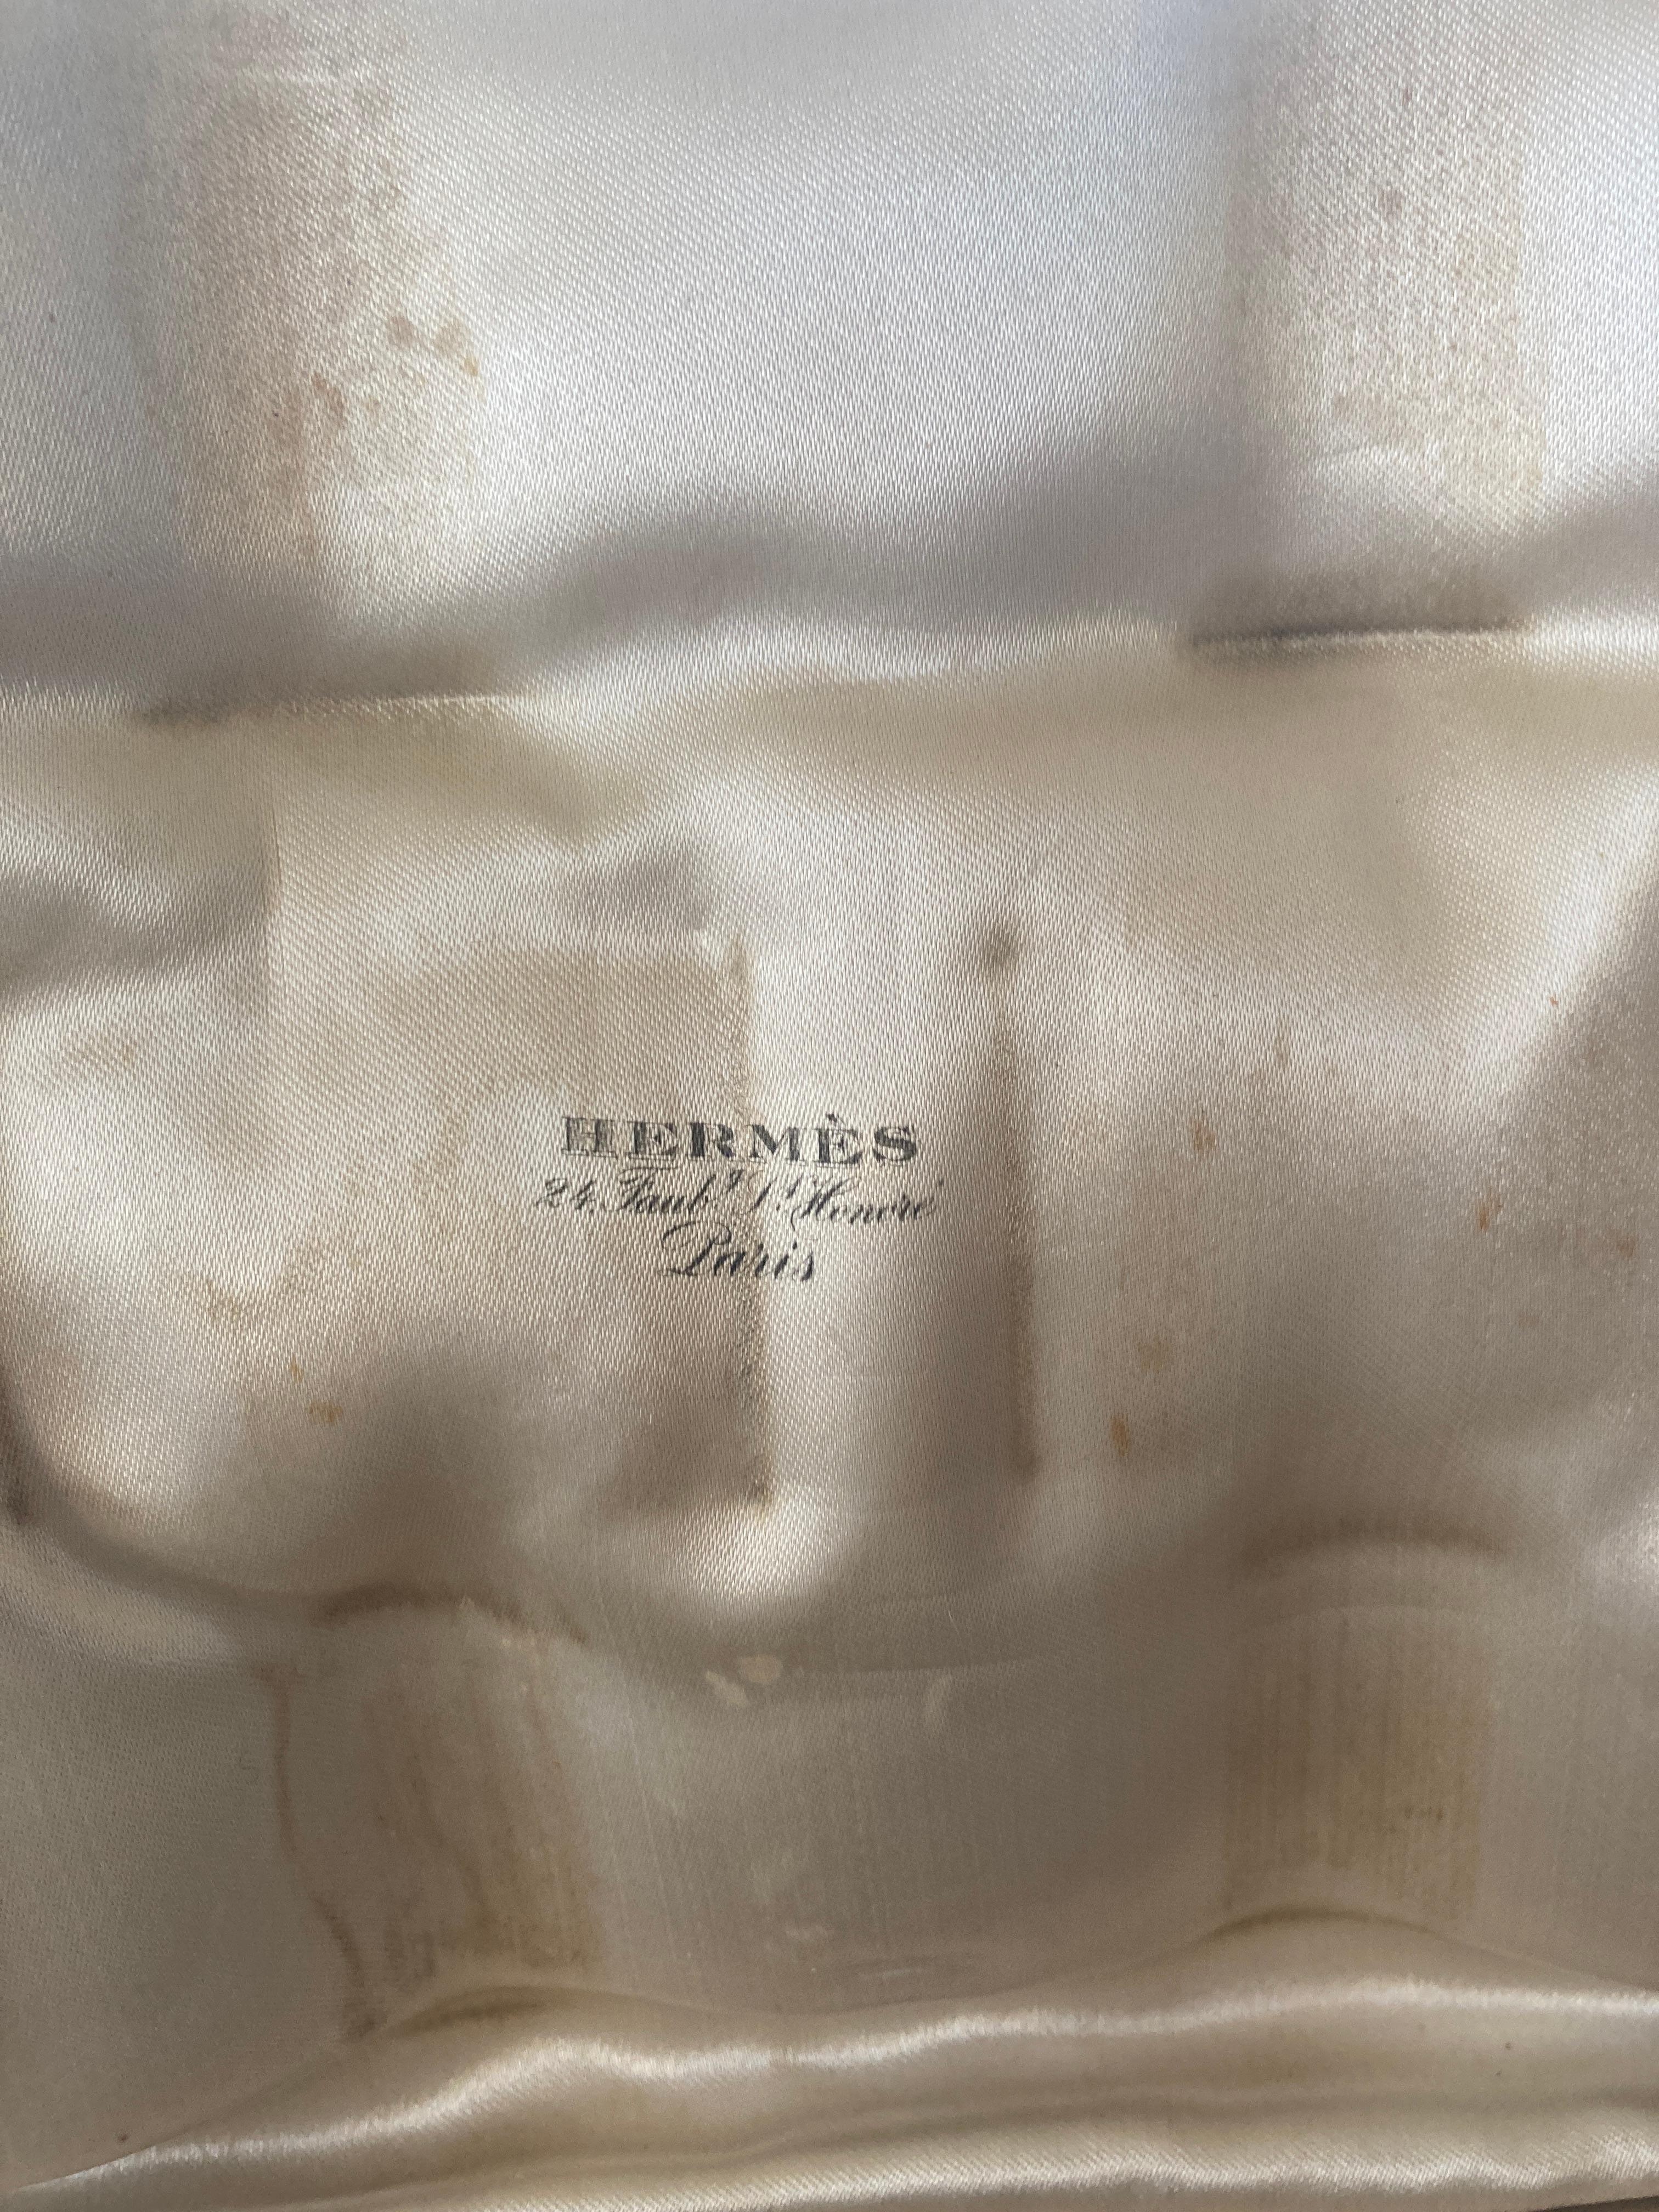 HERMÈS
24, Faubg St. Honoré
Paris